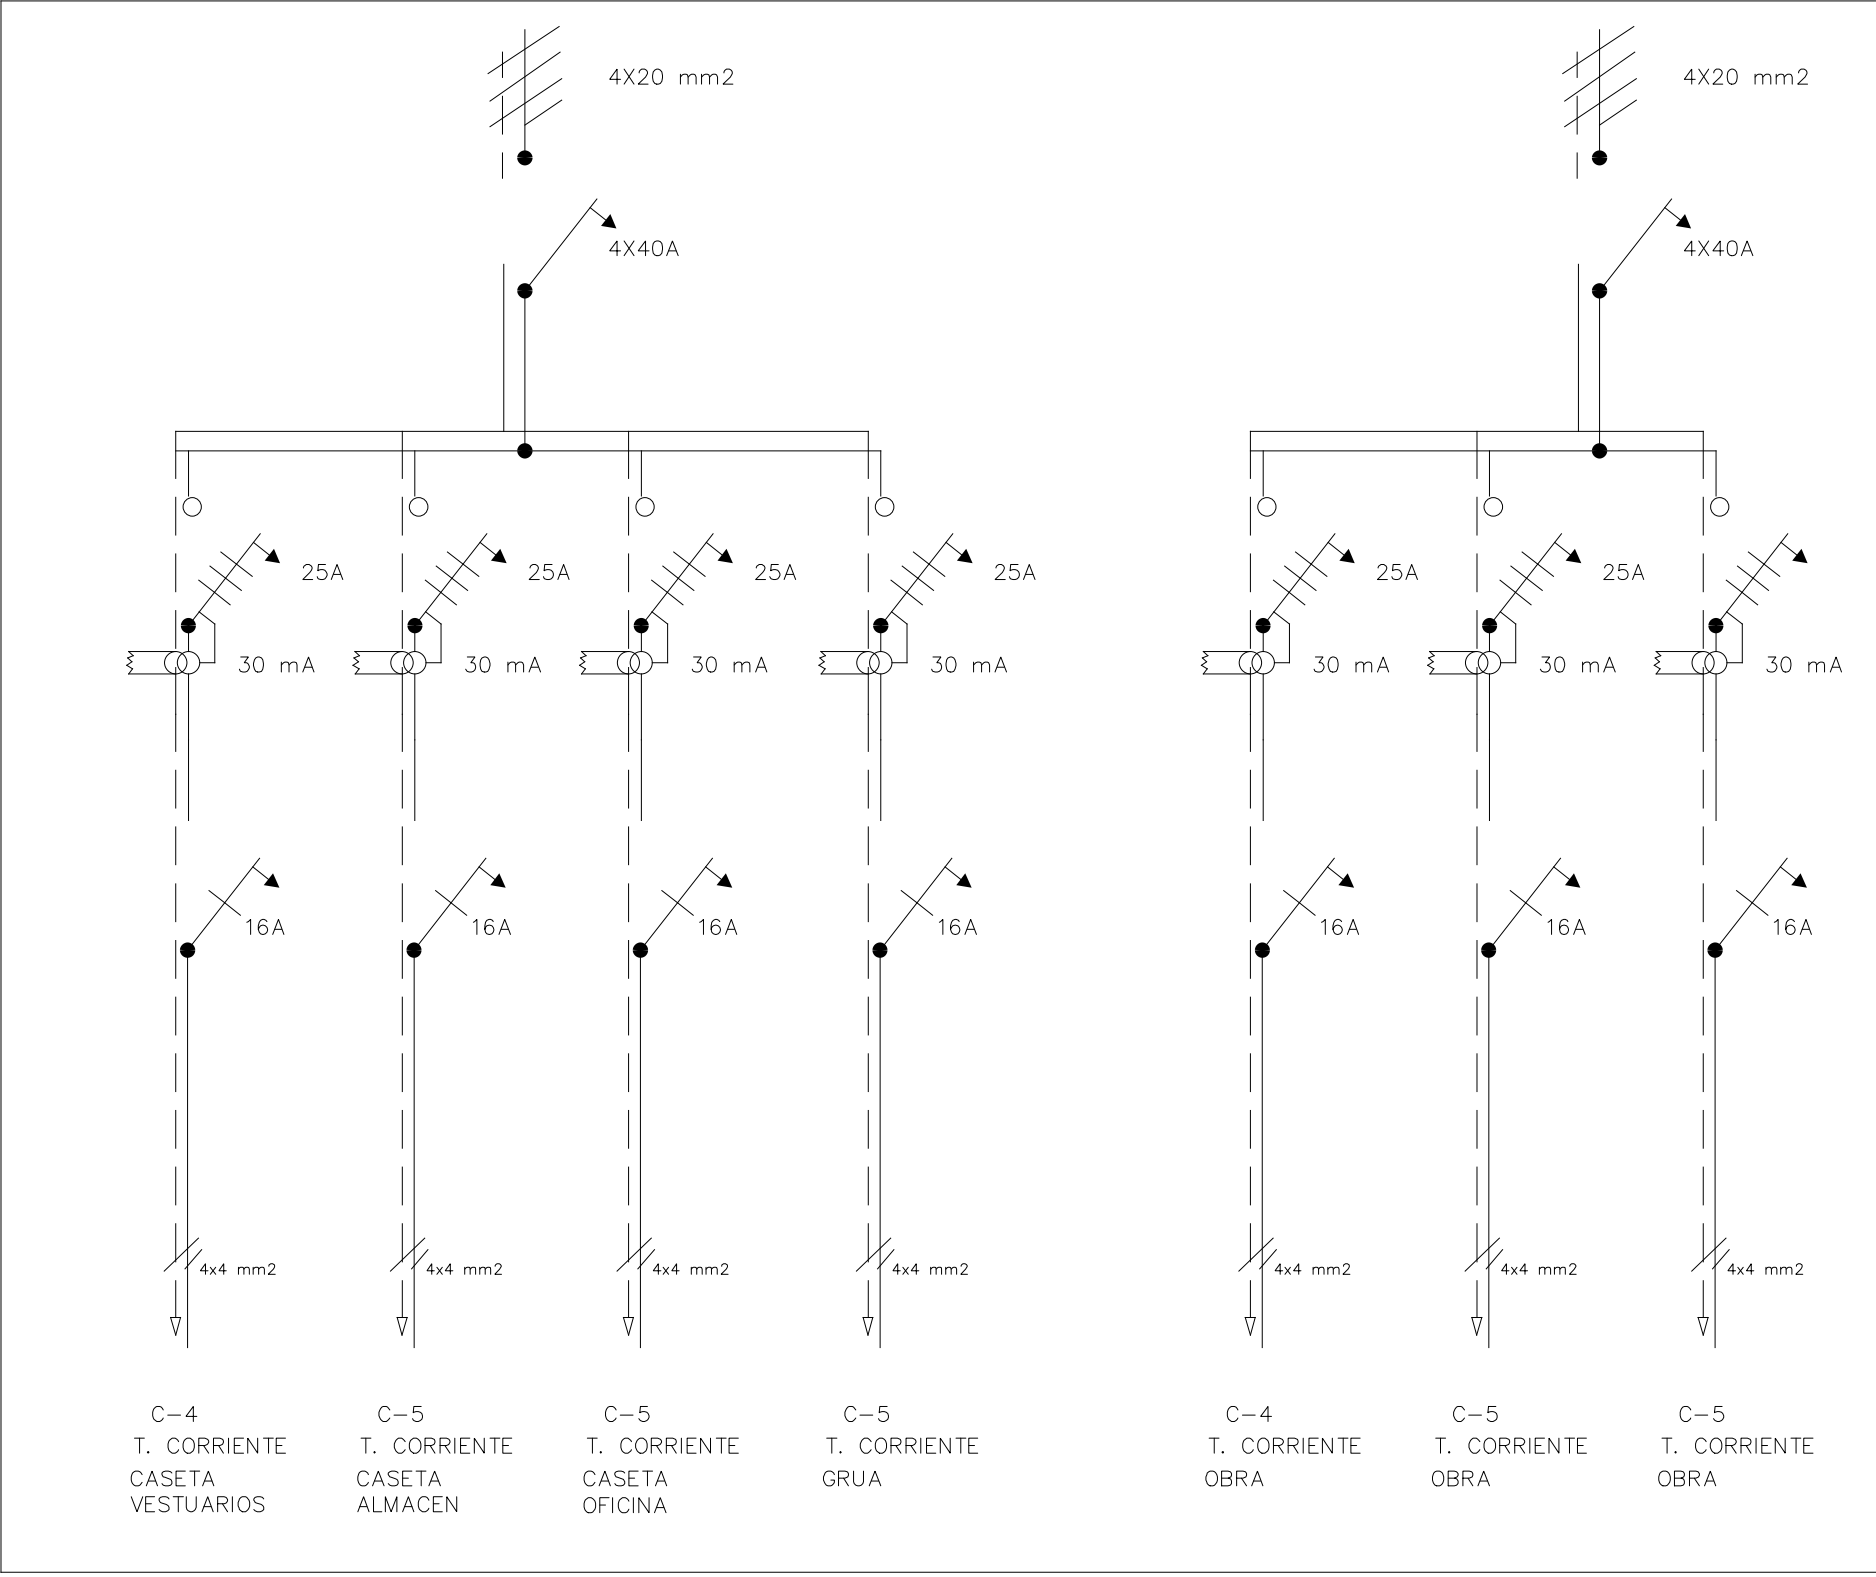 4X20 mm2
4X20 mm2
4X40A
4X40A
25A
25A
25A
25A
25A
25A
30 mA
30 mA
30 mA
30 mA
30 mA
30 mA
30 mA
16A
16A
16A
16A
16A
16A
16A
4x4 mm2
4x4 mm2
4x4 mm2
4x4 mm2
4x4 mm2
4x4 mm2
4x4 mm2
C-4
T. CORRIENTE
CASETA
VESTUARIOS
C-5
T. CORRIENTE
CASETA
ALMACEN
C-5
T. CORRIENTE
CASETA
OFICINA
C-5
T. CORRIENTE
GRUA
C-4
T. CORRIENTE
OBRA
C-5
T. CORRIENTE
OBRA
C-5
T. CORRIENTE
OBRA